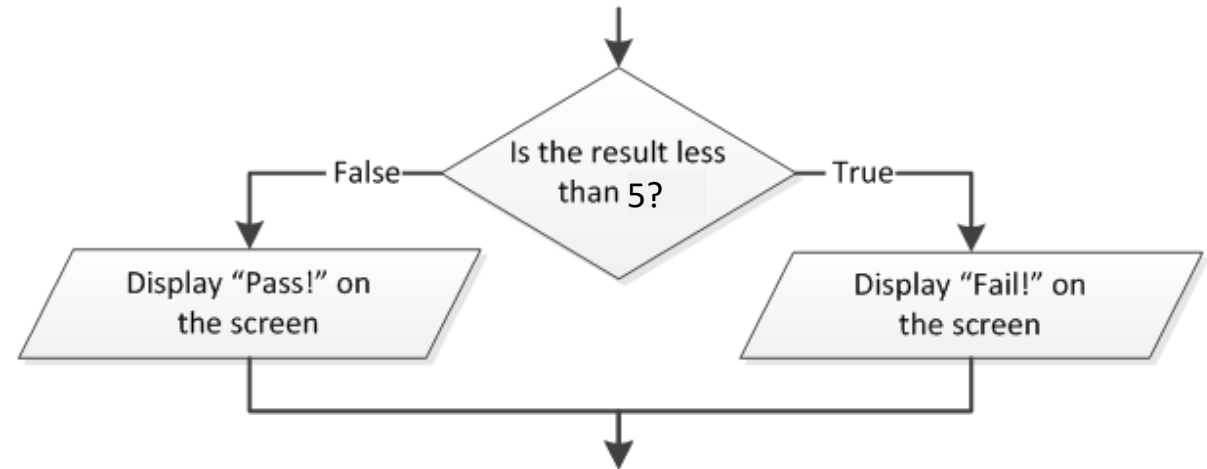 Is the result less
than 5?
False
True
Display “Pass!” on
the screen
Display “Fail!” on
the screen